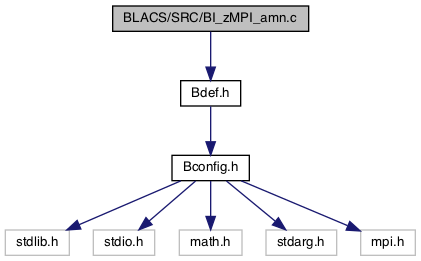 BLACS/SRC/BI_zMPI_amn.c
Bdef.h
Bconfig.h
stdlib.h
stdio.h
math.h
stdarg.h
mpi.h